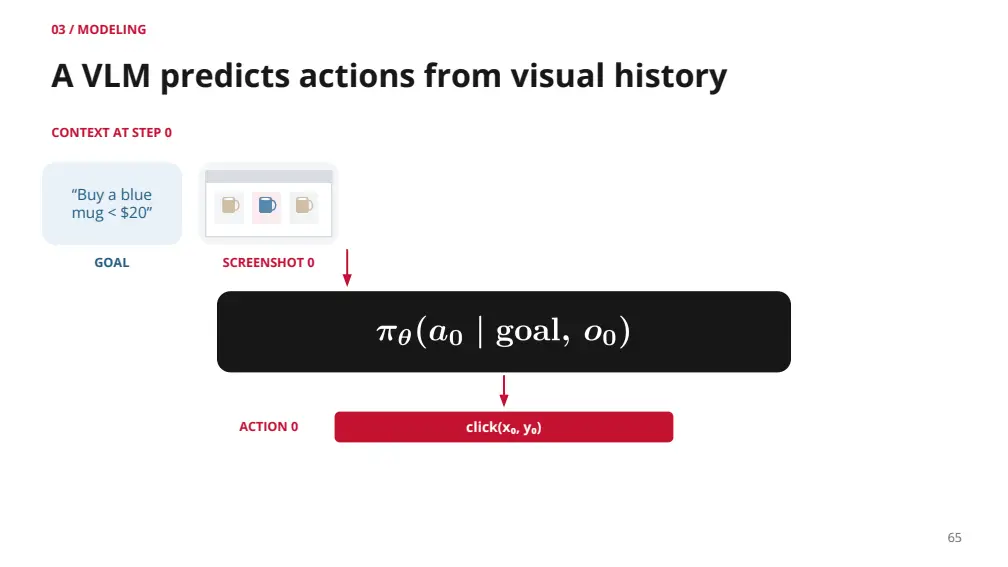 03 / MODELING
A VLM predicts actions from visual history
CONTEXT AT STEP 0
“Buy a blue
mug < $20”
GOAL
SCREENSHOT 0
πθ(a₀ | goal, o₀)
ACTION 0
click(x₀, y₀)
65